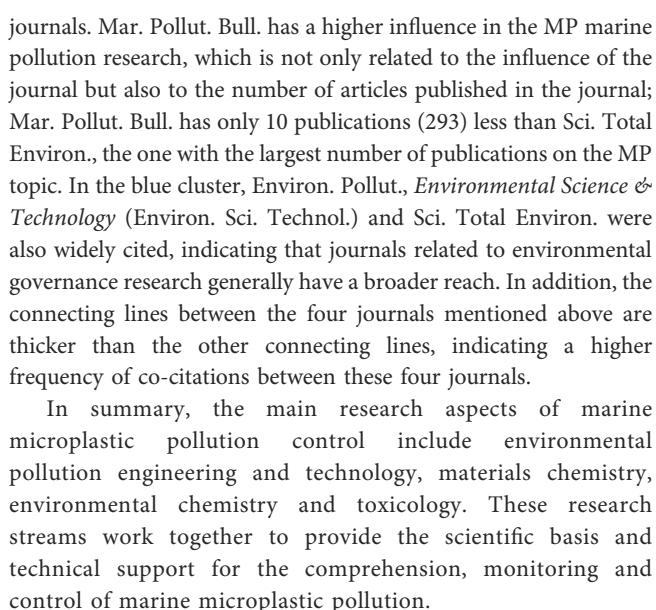 journals. Mar. Pollut. Bull. has a higher influence in the MP marine
pollution research, which is not only related to the influence of the
journal but also to the number of articles published in the journal;
Mar. Pollut. Bull. has only 10 publications (293) less than Sci. Total
Environ., the one with the largest number of publications on the MP
topic. In the blue cluster, Environ. Pollut., Environmental Science &
Technology (Environ. Sci. Technol.) and Sci. Total Environ. were
also widely cited, indicating that journals related to environmental
governance research generally have a broader reach. In addition, the
connecting lines between the four journals mentioned above are
thicker than the other connecting lines, indicating a higher
frequency of co-citations between these four journals.
In summary, the main research aspects of marine
microplastic pollution control include environmental
pollution engineering and technology, materials chemistry,
environmental chemistry and toxicology. These research
streams work together to provide the scientific basis and
technical support for the comprehension, monitoring and
control of marine microplastic pollution.